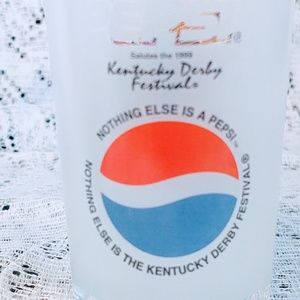 Salutes the 1999
Kentucky Derby
Festival®
NOTHING ELSE IS A PEPSI™
NOTHING ELSE IS THE KENTUCKY DERBY FESTIVAL®